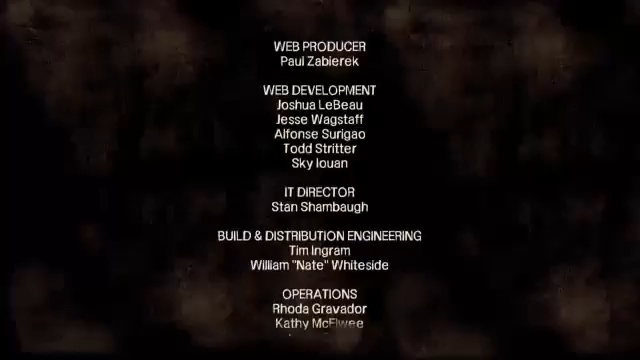 WEB PRODUCER
Paul Zabierek
WEB DEVELOPMENT
Joshua LeBeau
Jesse Wagstaff
Alfonse Surigao
Todd Stritter
Sky Iouan
IT DIRECTOR
Stan Shambaugh
BUILD & DISTRIBUTION ENGINEERING
Tim Ingram
William "Nate" Whiteside
OPERATIONS
Rhoda Gravador
Kathy McElwee